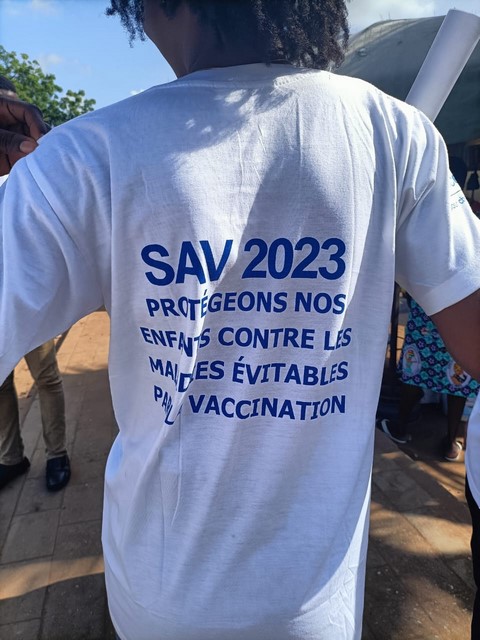 SAV 2023
PROTÉGEONS NOS
ENFANTS CONTRE LES
MALADIES ÉVITABLES
PAR LA VACCINATION